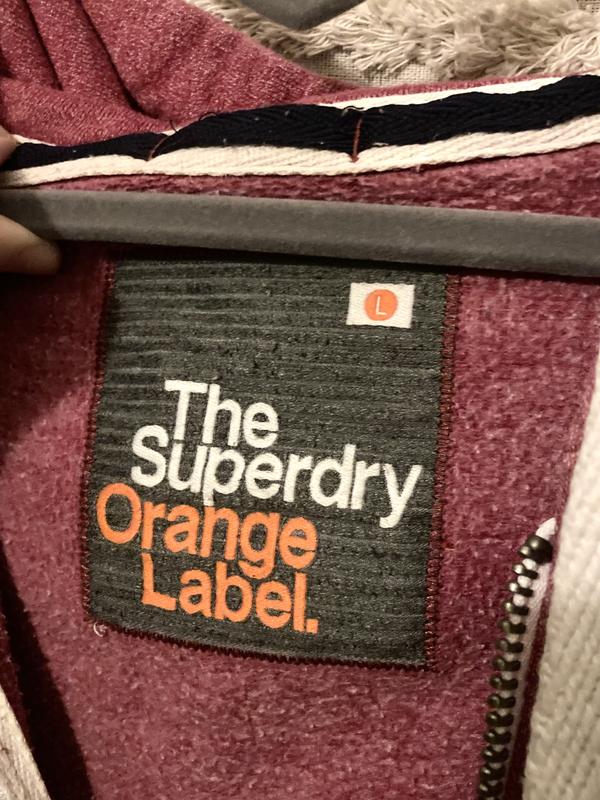 L
The
Superdry
Orange
Label.